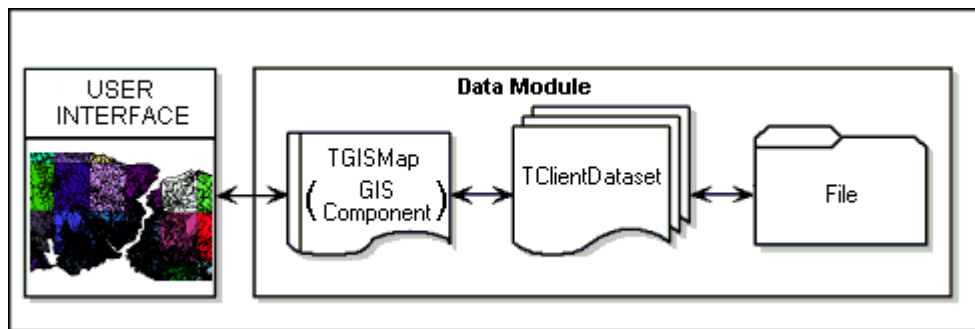 USER
INTERFACE
Data Module
TGISMap
( GIS
Component )
TClientDataset
File